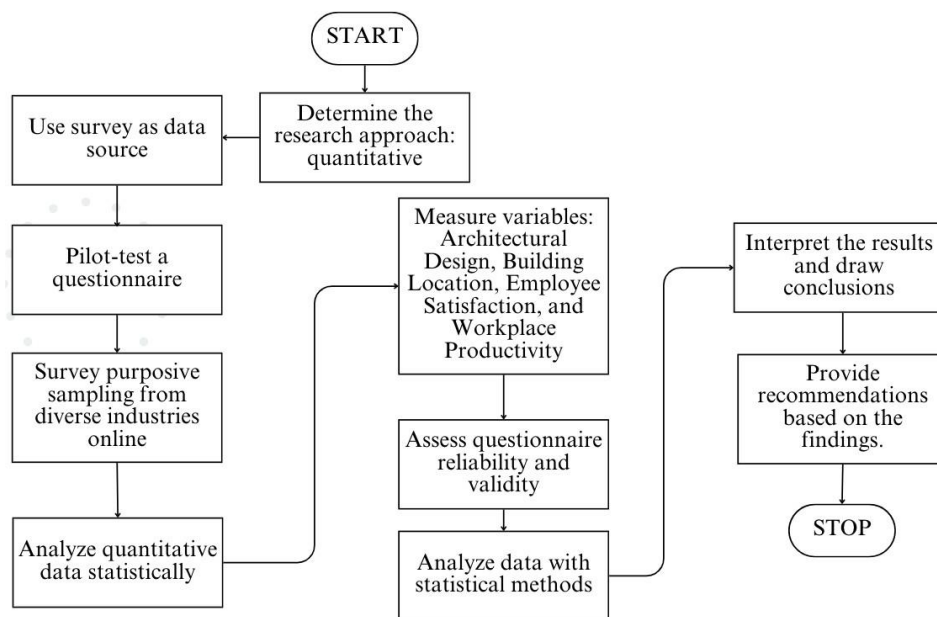 START
Determine the
research approach:
quantitative
Use survey as data
source
Pilot-test a
questionnaire
Survey purposive
sampling from
diverse industries
online
Analyze quantitative
data statistically
Measure variables:
Architectural
Design, Building
Location, Employee
Satisfaction, and
Workplace
Productivity
Assess questionnaire
reliability and
validity
Analyze data with
statistical methods
Interpret the results
and draw
conclusions
Provide
recommendations
based on the
findings.
STOP